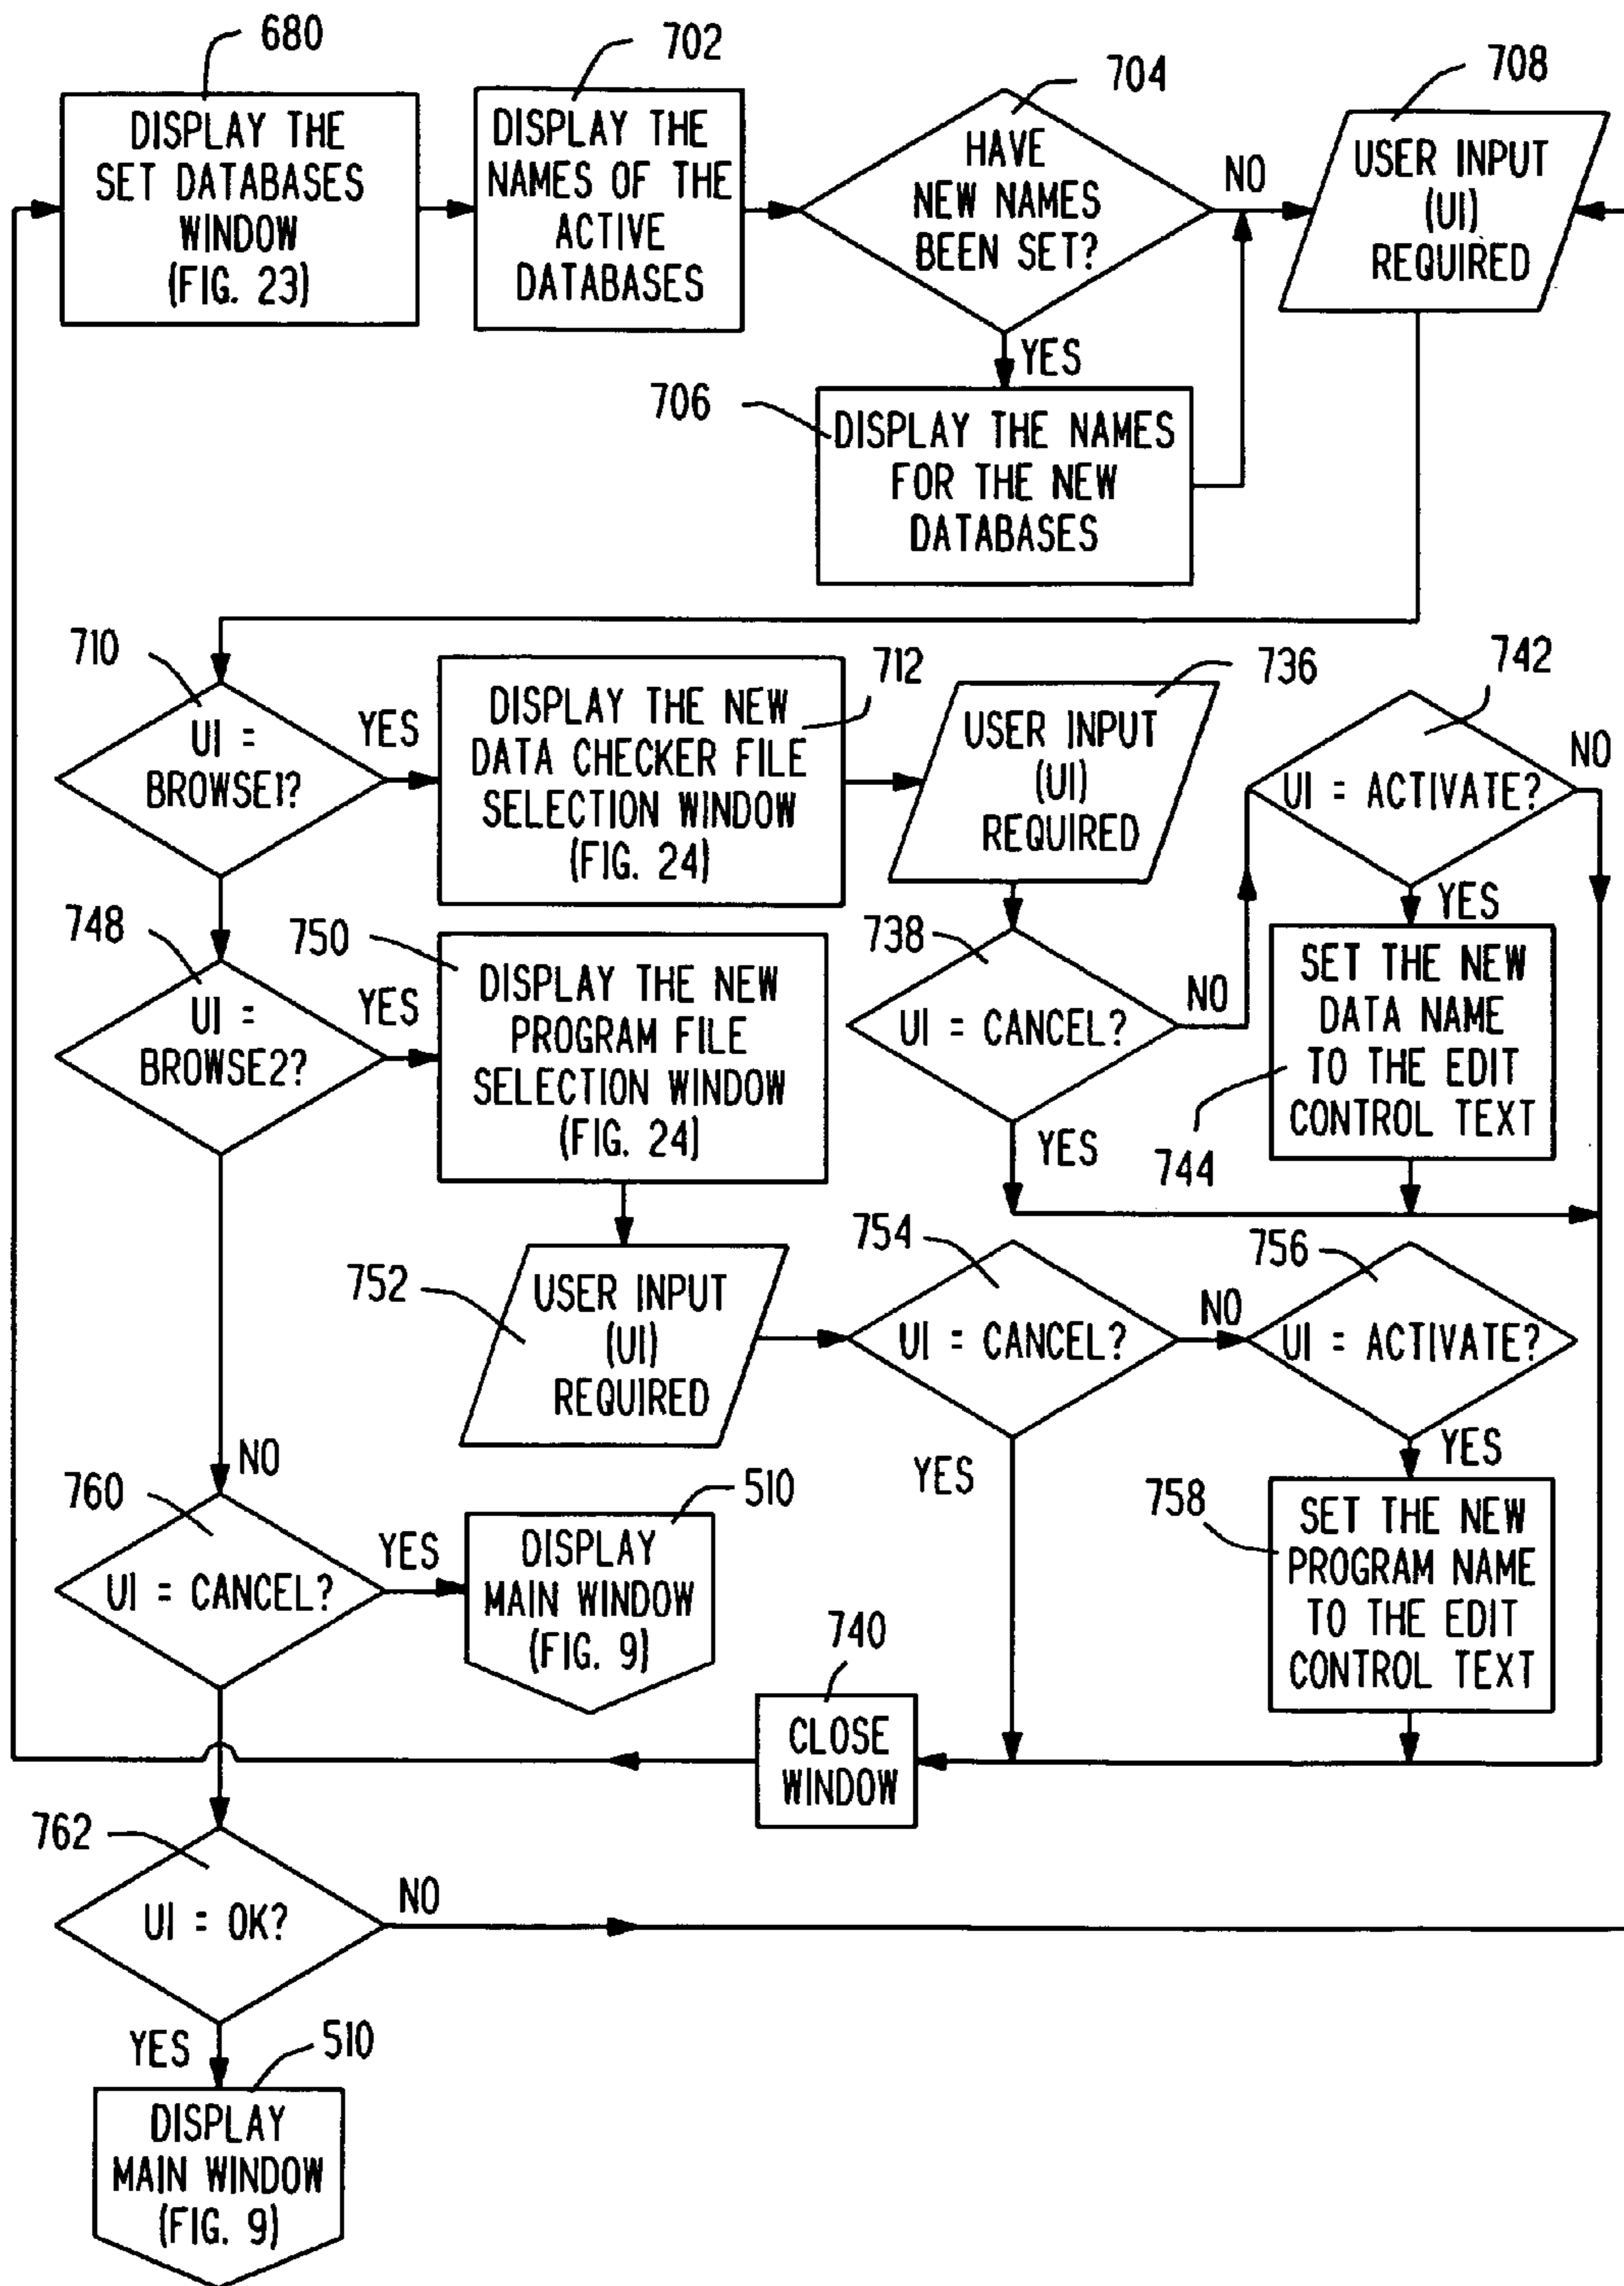 680
DISPLAY THE
SET DATABASES
WINDOW
(FIG. 23)
702
DISPLAY THE
NAMES OF THE
ACTIVE
DATABASES
704
HAVE
NEW NAMES
BEEN SET?
NO
YES
706
DISPLAY THE NAMES
FOR THE NEW
DATABASES
708
USER INPUT
(UI)
REQUIRED
710
UI =
BROWSE1?
YES
712
DISPLAY THE NEW
DATA CHECKER FILE
SELECTION WINDOW
(FIG. 24)
736
USER INPUT
(UI)
REQUIRED
738
UI = CANCEL?
NO
YES
742
UI = ACTIVATE?
NO
YES
744
SET THE NEW
DATA NAME
TO THE EDIT
CONTROL TEXT
748
UI =
BROWSE2?
YES
NO
750
DISPLAY THE NEW
PROGRAM FILE
SELECTION WINDOW
(FIG. 24)
752
USER INPUT
(UI)
REQUIRED
754
UI = CANCEL?
NO
YES
756
UI = ACTIVATE?
YES
758
SET THE NEW
PROGRAM NAME
TO THE EDIT
CONTROL TEXT
740
CLOSE
WINDOW
760
UI = CANCEL?
YES
510
DISPLAY
MAIN WINDOW
(FIG. 9)
762
UI = OK?
NO
YES
510
DISPLAY
MAIN WINDOW
(FIG. 9)